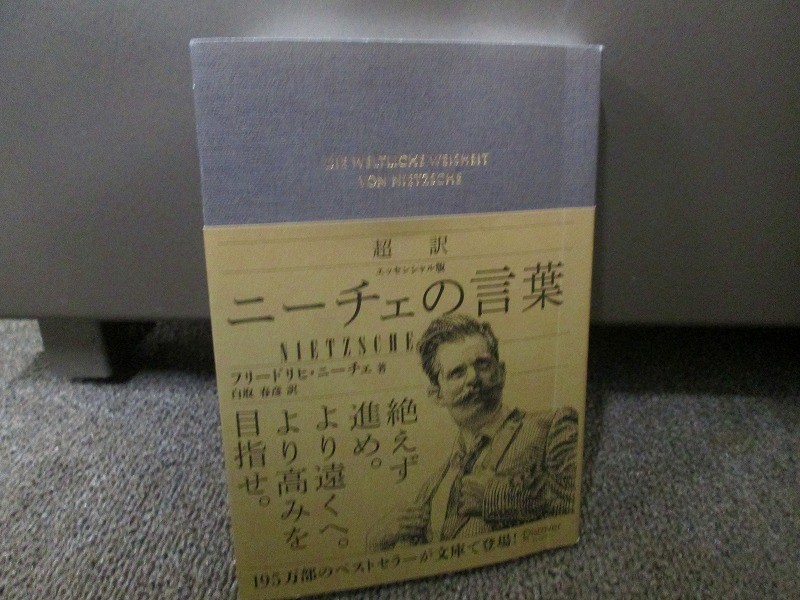 DIE WELTLICHE WEISHEIT
VON NIETZSCHE
超訳
エッセンシャル版
ニーチェの言葉
NIETZSCHE
フリードリヒ・ニーチェ 著
白取 春彦 訳
絶えず
進め。
より遠くへ。
より高みを
目指せ。
Discover
195万部のベストセラーが文庫で登場!